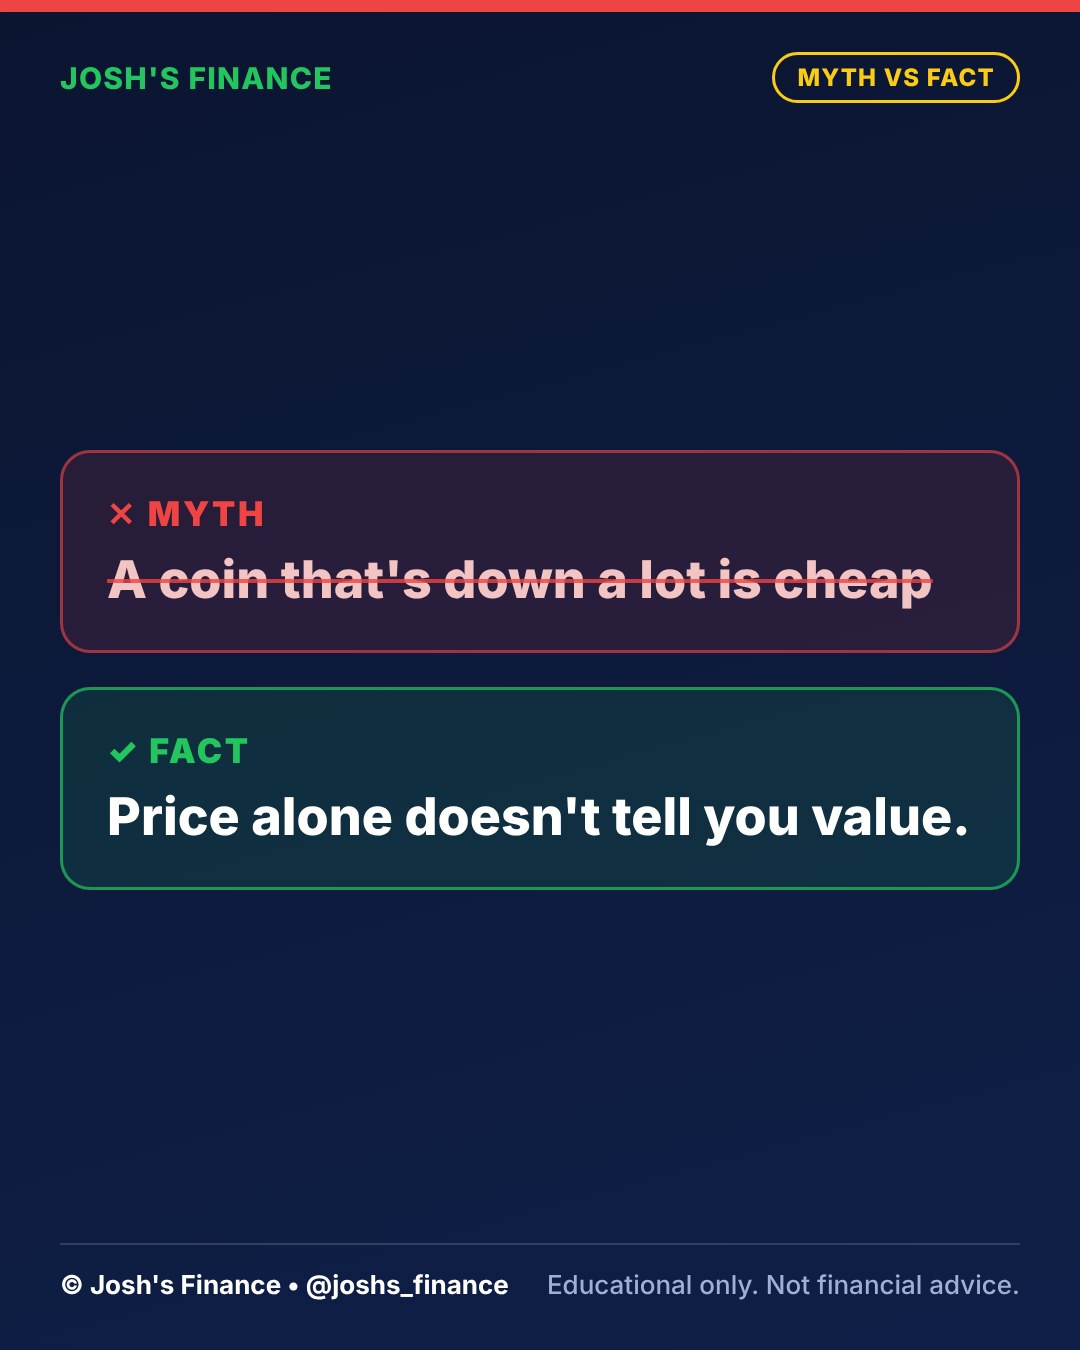 JOSH'S FINANCE
MYTH VS FACT
✕ MYTH
A coin that's down a lot is cheap
✓ FACT
Price alone doesn't tell you value.
© Josh's Finance • @joshs_finance
Educational only. Not financial advice.